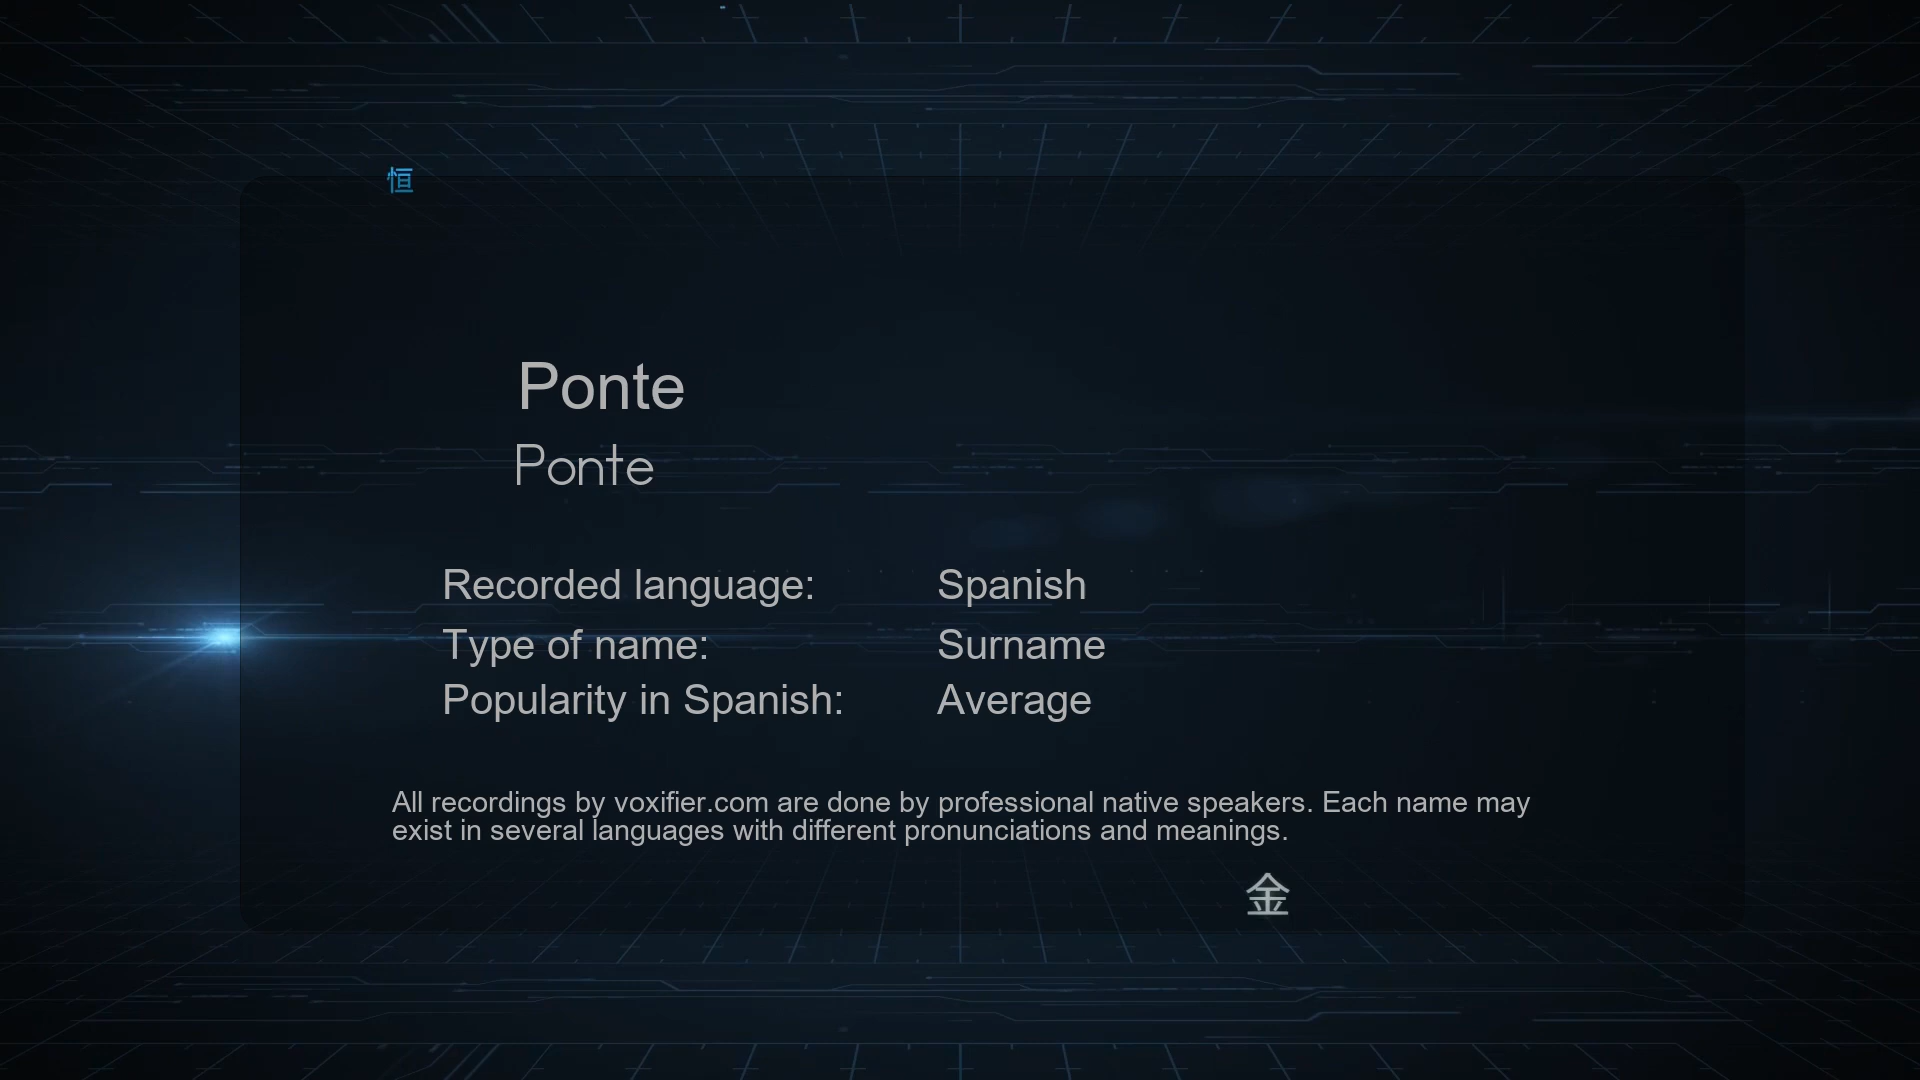 恒
Ponte
Ponte
Recorded language: Spanish
Type of name: Surname
Popularity in Spanish: Average
All recordings by voxifier.com are done by professional native speakers. Each name may
exist in several languages with different pronunciations and meanings.
金